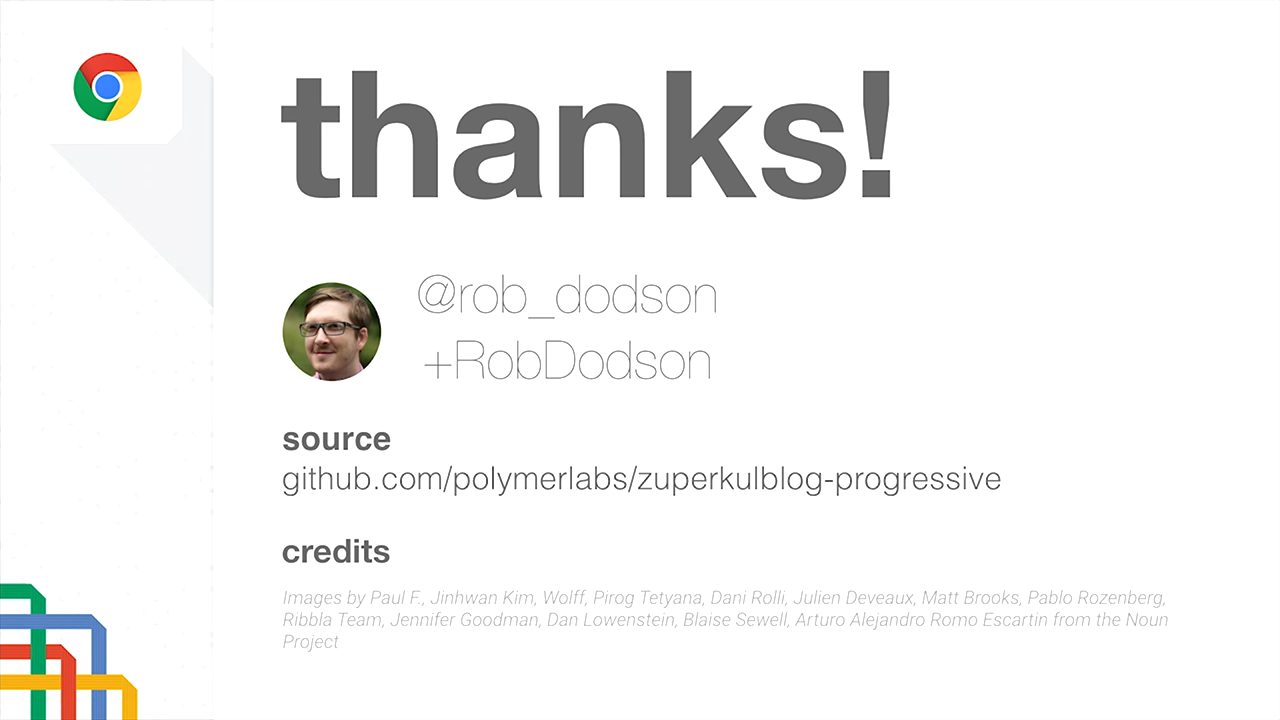 thanks!
@rob_dodson
+RobDodson
source
github.com/polymerlabs/zuperkulblog-progressive
credits
Images by Paul F., Jinhwan Kim, Wolff, Pirog Tetyana, Dani Rolli, Julien Deveaux, Matt Brooks, Pablo Rozenberg,
Ribbla Team, Jennifer Goodman, Dan Lowenstein, Blaise Sewell, Arturo Alejandro Romo Escartin from the Noun
Project